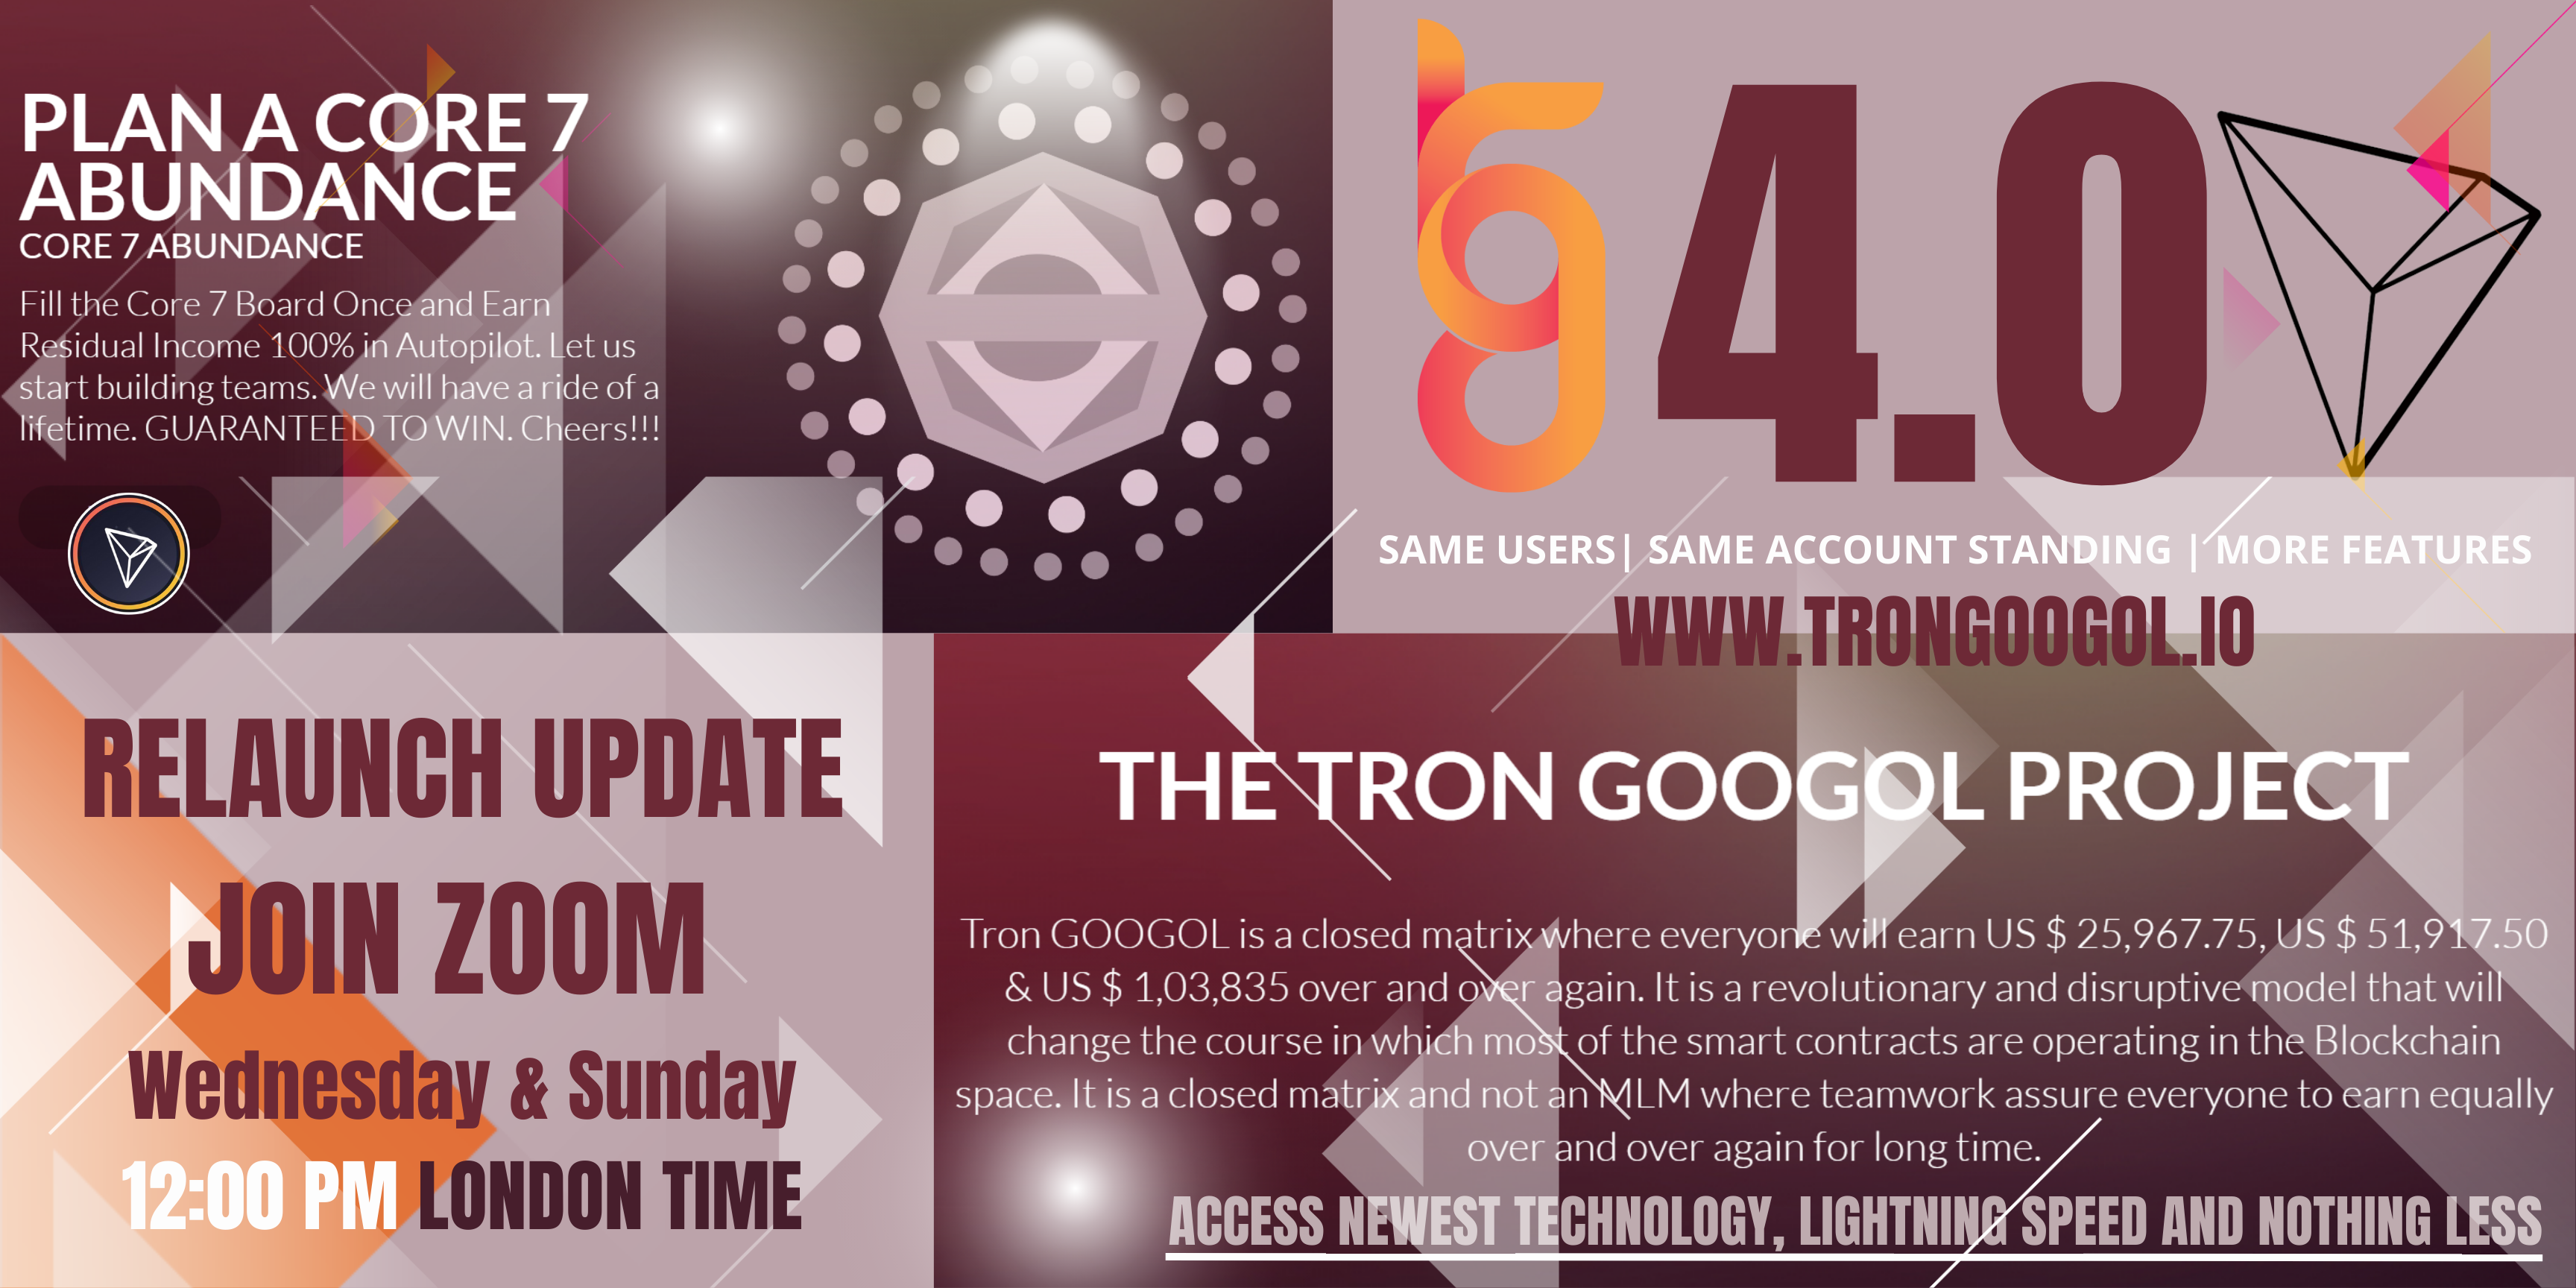 PLAN A CORE 7
ABUNDANCE
CORE 7 ABUNDANCE
Fill the Core 7 Board Once and Earn
Residual Income 100% in Autopilot. Let us
start building teams. We will have a ride of a
lifetime. GUARANTEED TO WIN. Cheers!!!
4.0
SAME USERS| SAME ACCOUNT STANDING | MORE FEATURES
WWW.TRONGOOGOL.IO
RELAUNCH UPDATE
JOIN ZOOM
Wednesday & Sunday
12:00 PM LONDON TIME
THE TRON GOOGOL PROJECT
Tron GOOGOL is a closed matrix where everyone will earn US $ 25,967.75, US $ 51,917.50
& US $ 1,03,835 over and over again. It is a revolutionary and disruptive model that will
change the course in which most of the smart contracts are operating in the Blockchain
space. It is a closed matrix and not an MLM where teamwork assure everyone to earn equally
over and over again for long time.
ACCESS NEWEST TECHNOLOGY, LIGHTNING SPEED AND NOTHING LESS